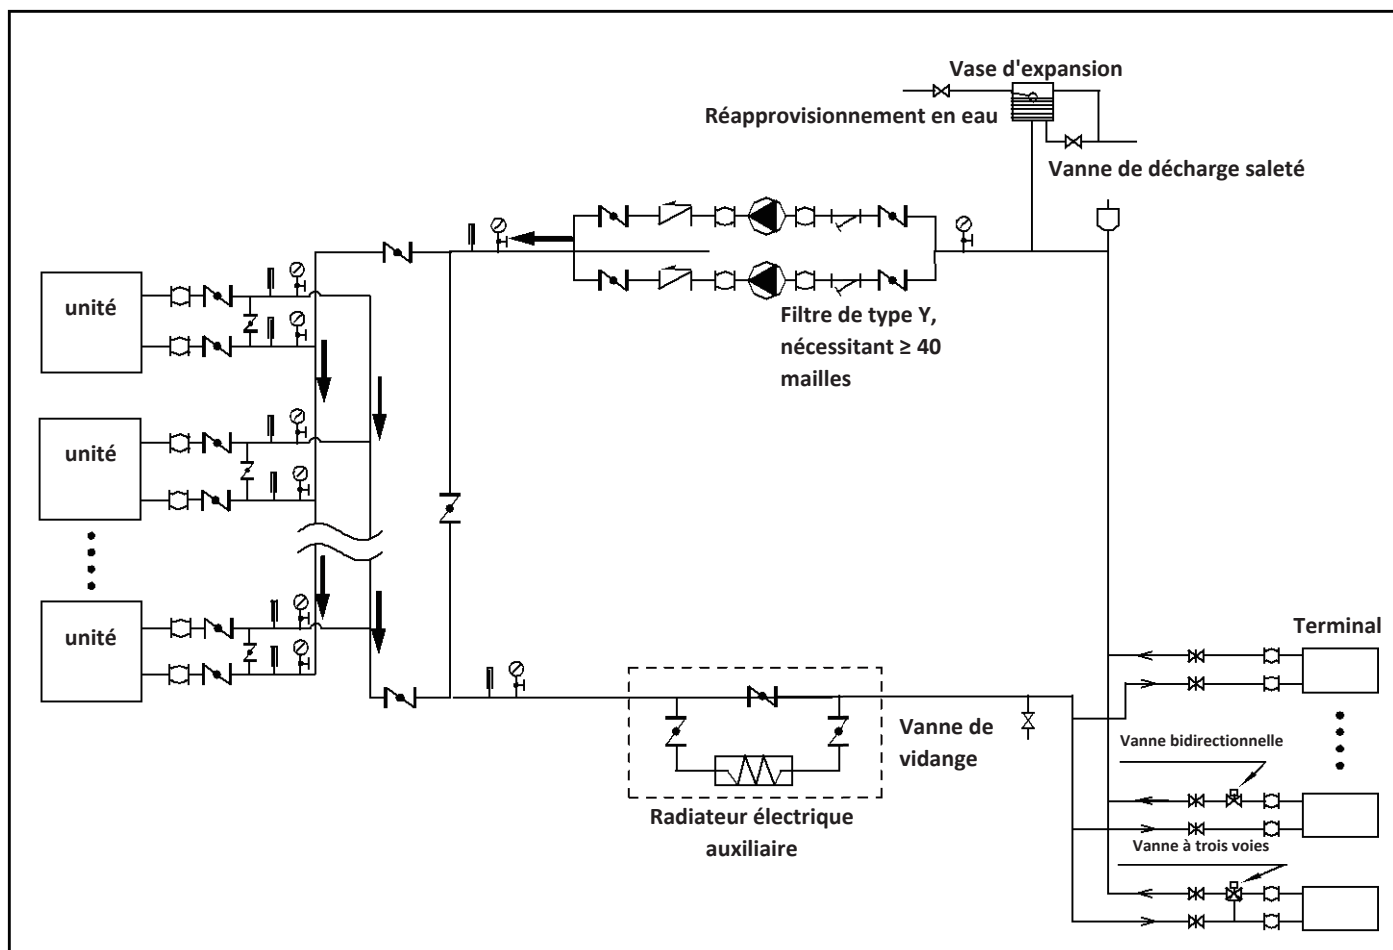 Vase d'expansion
Réapprovisionnement en eau
Vanne de décharge saleté
unité
Filtre de type Y,
nécessitant ≥ 40
mailles
unité
unité
Terminal
Vanne de
vidange
Vanne bidirectionnelle
Radiateur électrique
auxiliaire
Vanne à trois voies